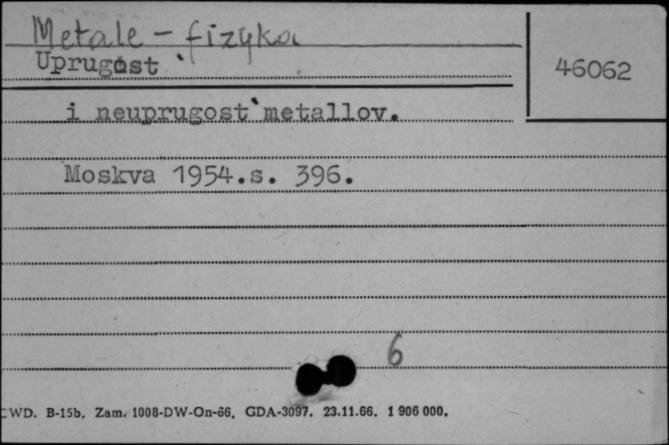 Metale - fizyka
Uprugost`
46062
i neuprugost`metallov.
Moskva 1954.s. 396.
6
CWD. B-15b. Zam. 1008-DW-On-66. GDA-3097. 23.11.66. 1 906 000.